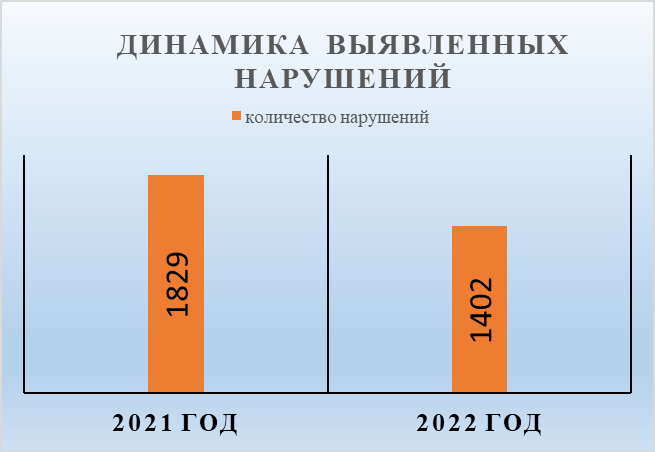 ДИНАМИКА ВЫЯВЛЕННЫХ
НАРУШЕНИЙ
количество нарушений
1829
1402
2021 ГОД
2022 ГОД